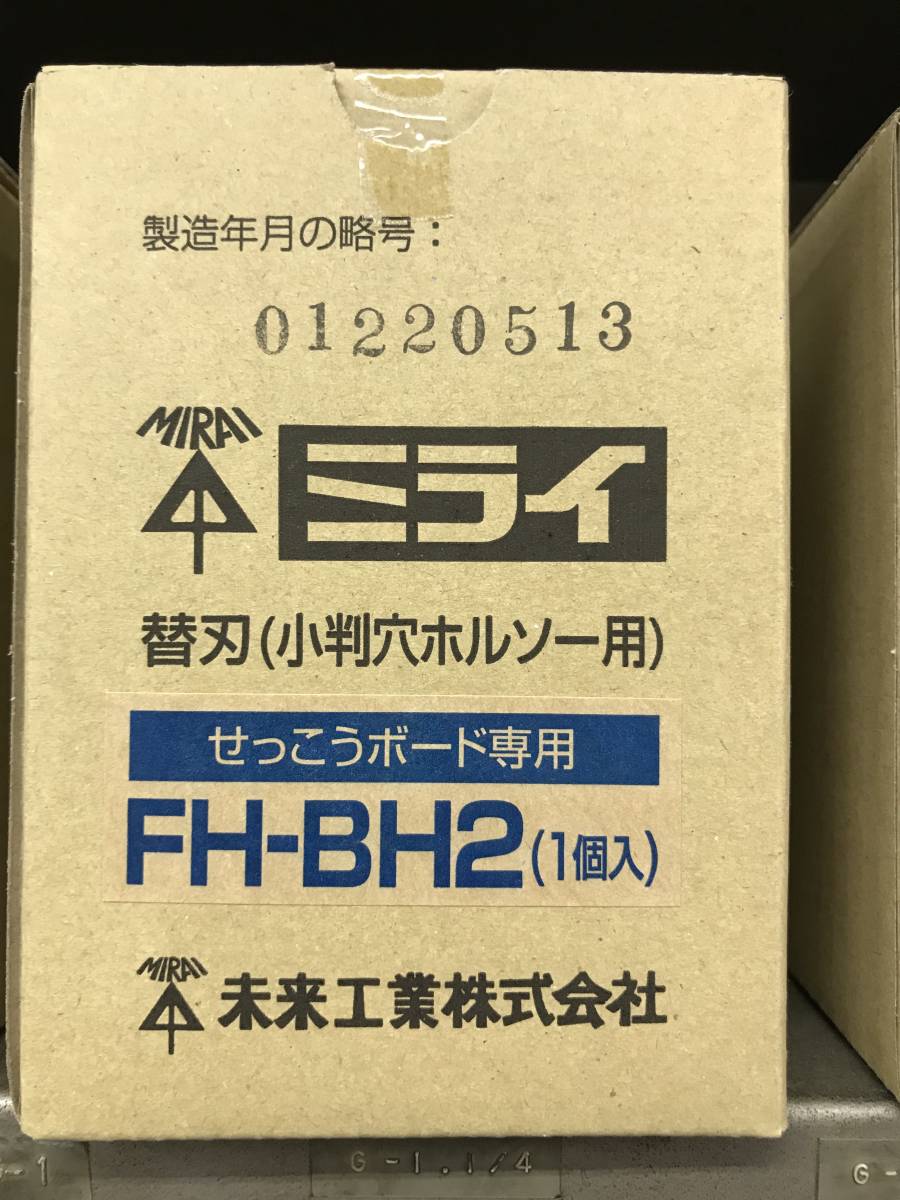 製造年月の略号：
01220513
MIRAI
ミライ
替刃(小判穴ホルソー用)
せっこうボード専用
FH-BH2(1個入)
MIRAI
未来工業株式会社
G-1
G-1.1/4
G-